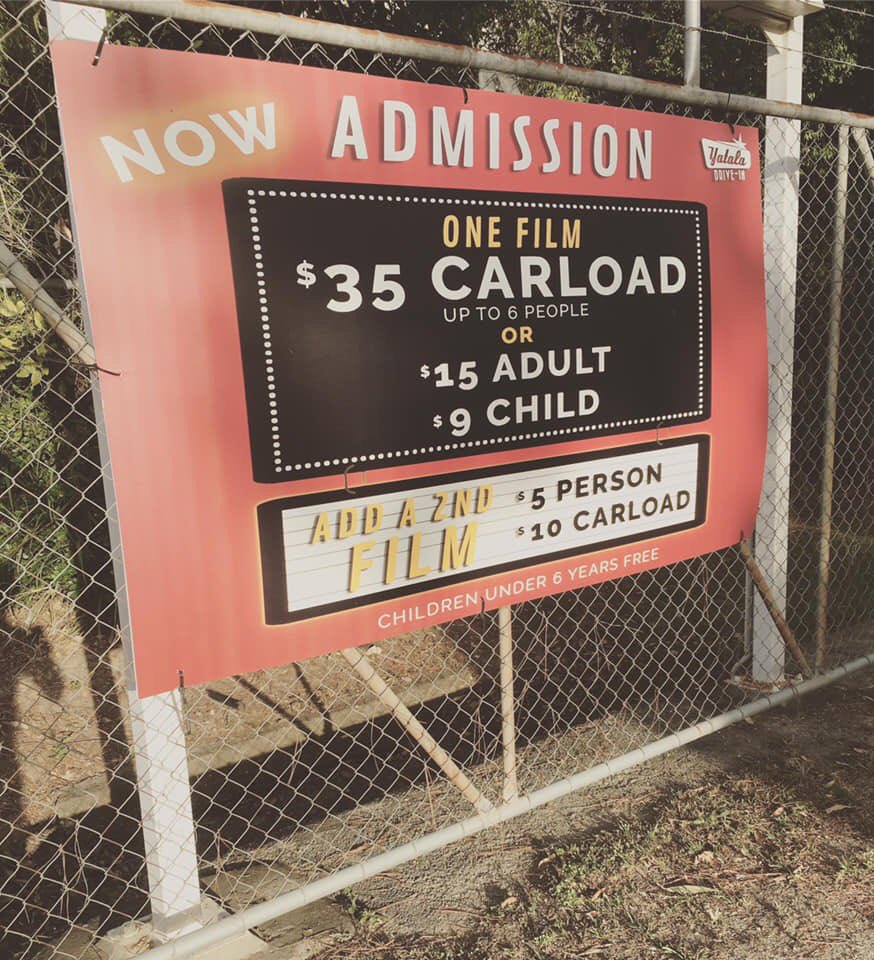 NOW ADMISSION
Yatala
DRIVE-IN
ONE FILM
$35 CARLOAD
UP TO 6 PEOPLE
OR
$15 ADULT
$9 CHILD
ADD A 2ND
FILM
$5 PERSON
$10 CARLOAD
CHILDREN UNDER 6 YEARS FREE